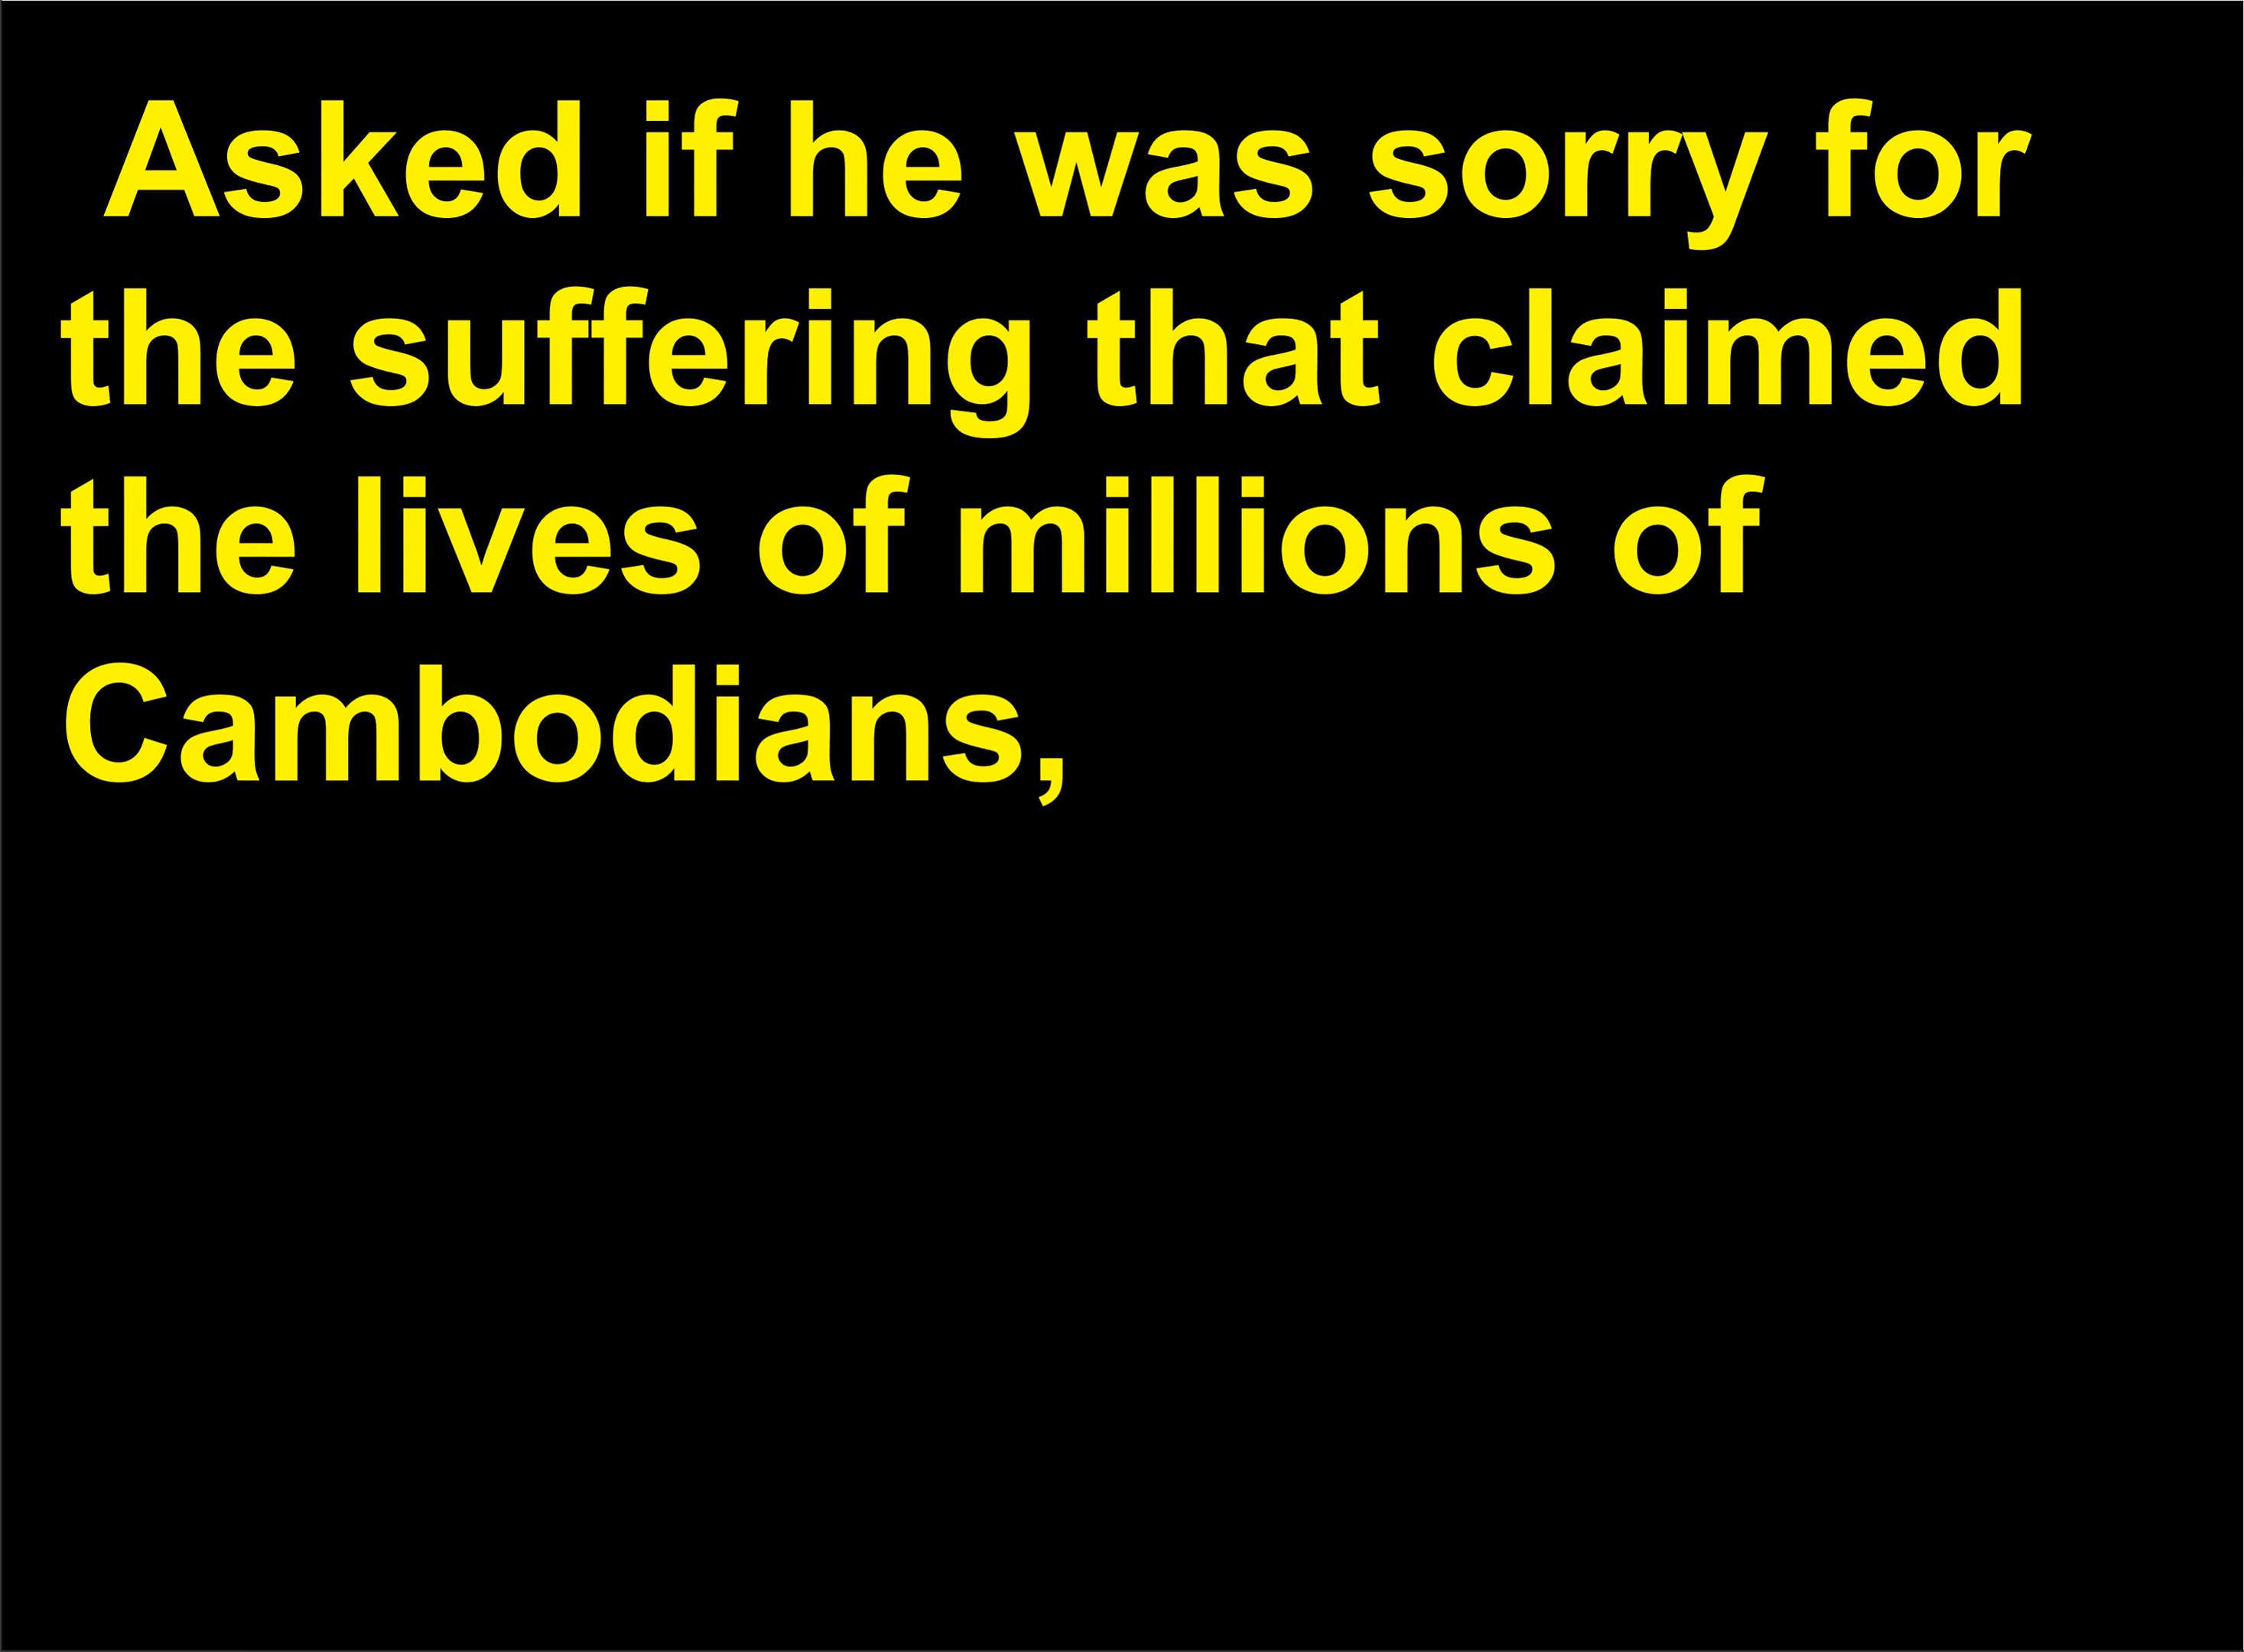 Asked if he was sorry for
the suffering that claimed
the lives of millions of
Cambodians,